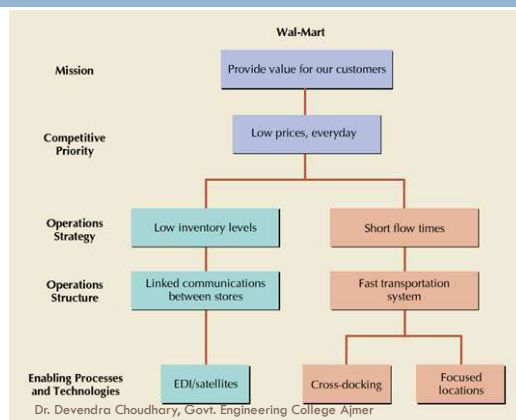 Wal-Mart
Mission
Provide value for our customers
Competitive
Priority
Low prices, everyday
Operations
Strategy
Low inventory levels
Short flow times
Operations
Structure
Linked communications
between stores
Fast transportation
system
Enabling Processes
and Technologies
EDI/satellites
Cross-docking
Focused
locations
Dr. Devendra Choudhary, Govt. Engineering College Ajmer